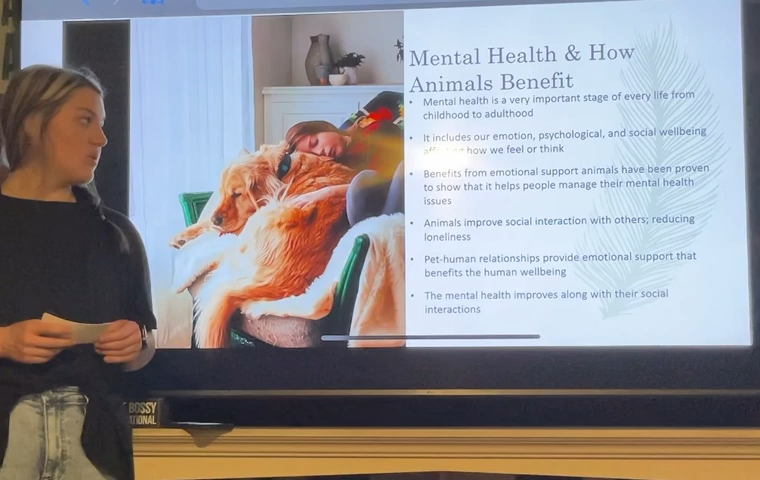 Mental Health & How
Animals Benefit
• Mental health is a very important stage of every life from
childhood to adulthood
• It includes our emotion, psychological, and social wellbeing
how we feel or think
• Benefits from emotional support animals have been proven
to show that it helps people manage their mental health
issues
• Animals improve social interaction with others; reducing
loneliness
• Pet-human relationships provide emotional support that
benefits the human wellbeing
• The mental health improves along with their social
interactions
BOSSY